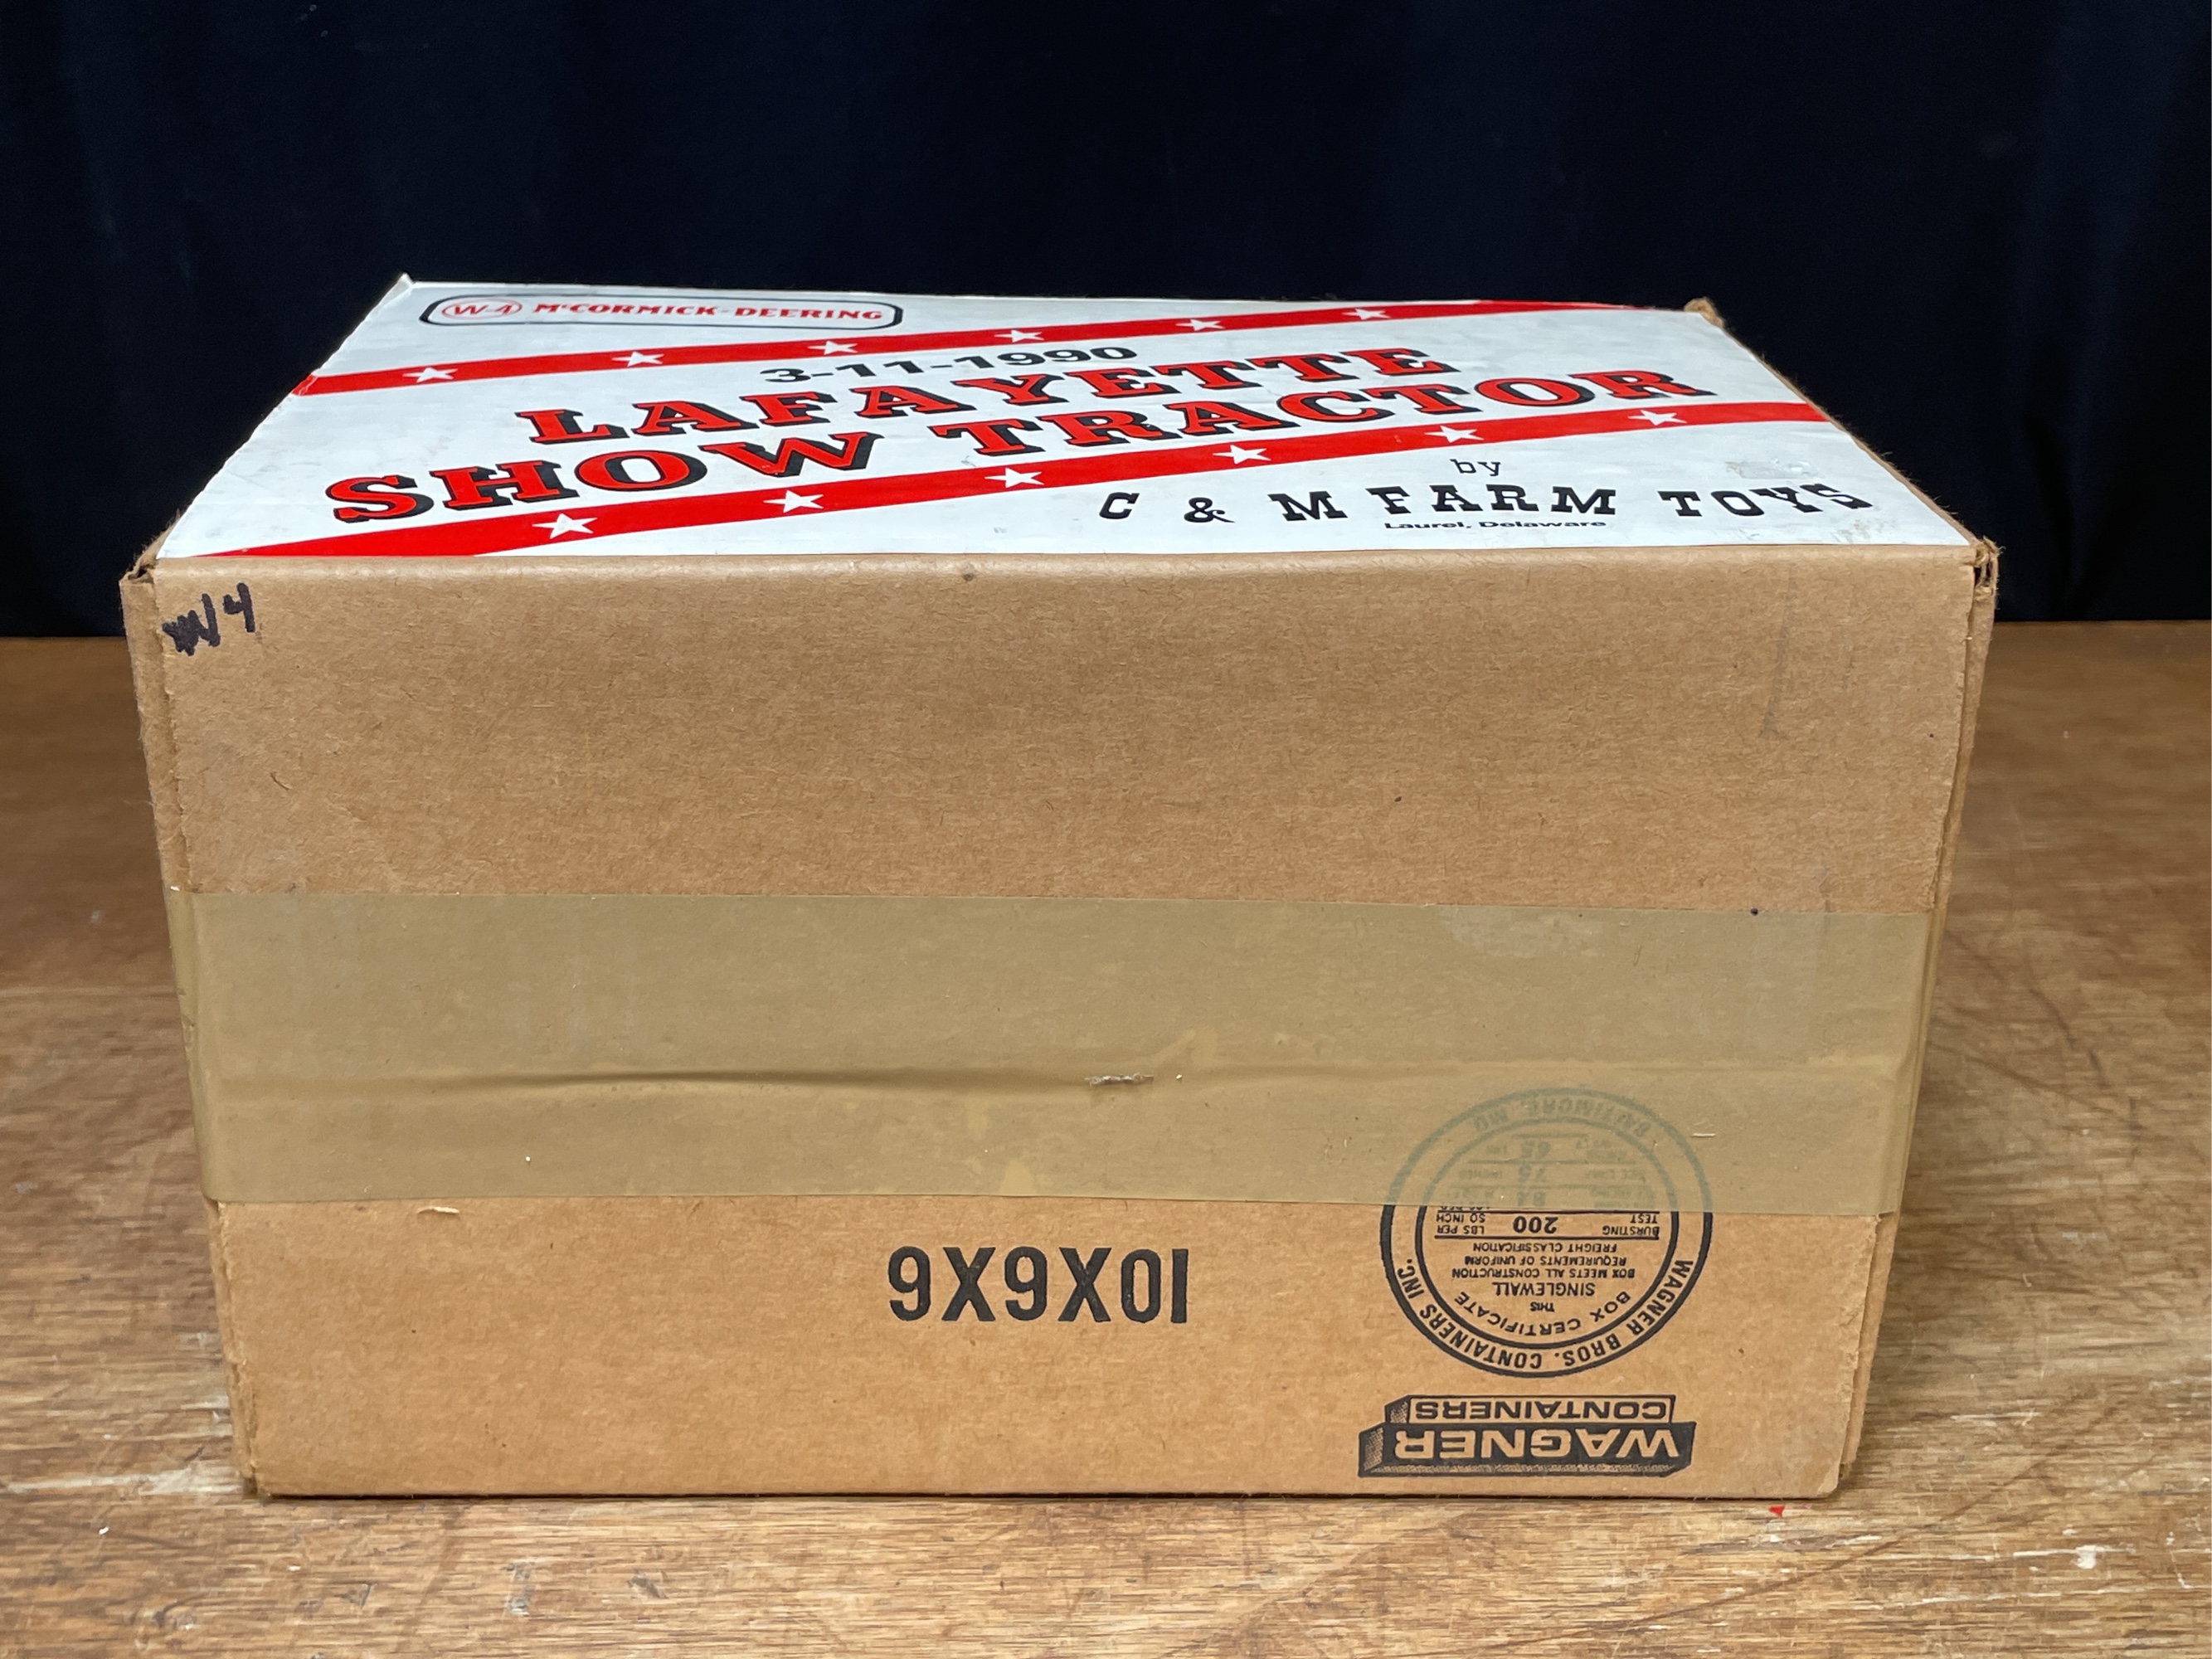 W-4 McCORMICK-DEERING
3-11-1990
LAFAYETTE
SHOW TRACTOR
by
C & M FARM TOYS
Laurel, Delaware
W4
10X6X6
WAGNER
CONTAINERS
WAGNER BROS. CONTAINERS INC.
BOX CERTIFICATE
THIS
SINGLEWALL
BOX MEETS ALL CONSTRUCTION
REQUIREMENTS OF UNIFORM
FREIGHT CLASSIFICATION
BURSTING TEST 200 LBS PER SQ INCH
BALTIMORE, MD